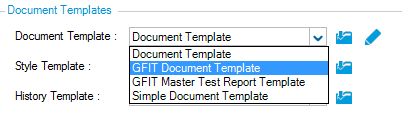 Document Templates
Document Template : Document Template
Document Template
Style Template : GFIT Document Template
GFIT Master Test Report Template
History Template : Simple Document Template